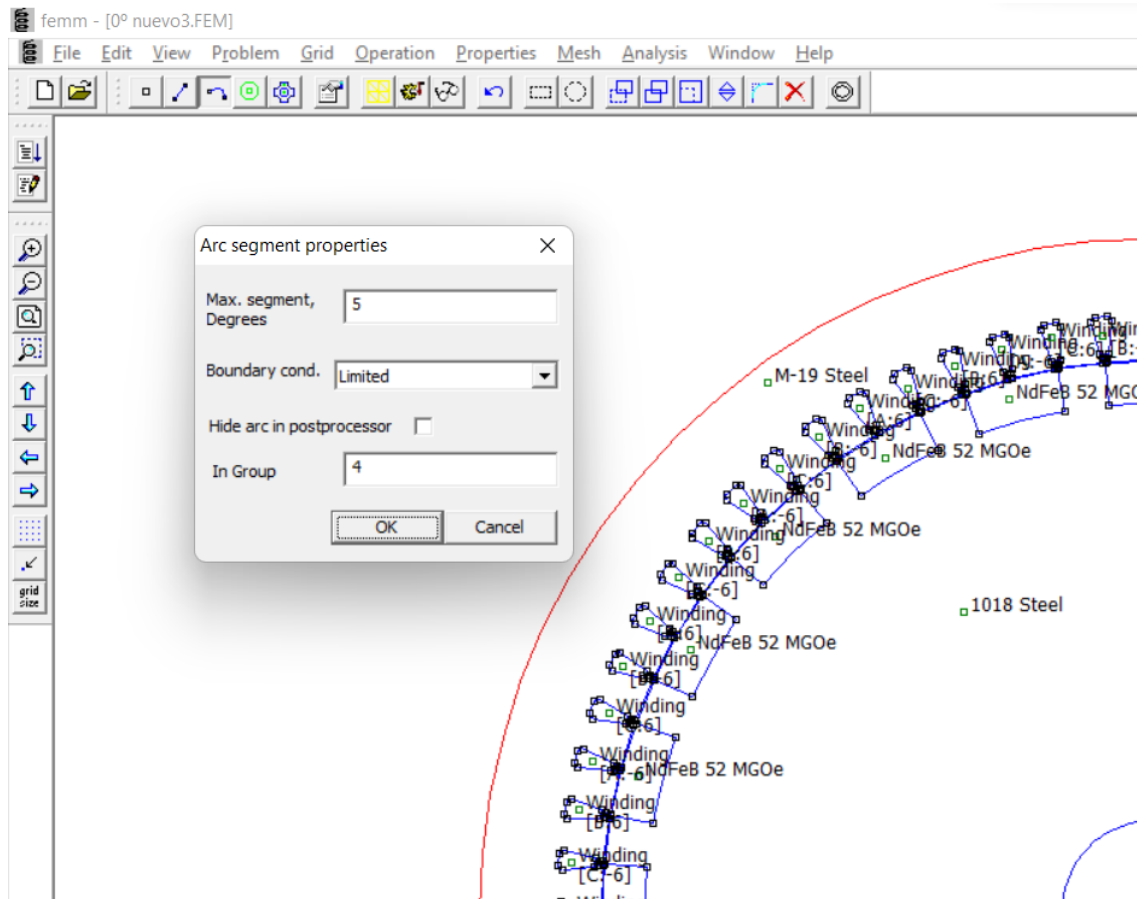 femm - [0º nuevo3.FEM]
File Edit View Problem Grid Operation Properties Mesh Analysis Window Help
grid
size
Arc segment properties
Max. segment,
Degrees
5
Boundary cond.
Limited
Hide arc in postprocessor
In Group
4
OK
Cancel
M-19 Steel
NdFeB 52 MGO
NdFeB 52 MGOe
NdFeB 52 MGOe
1018 Steel
NdFeB 52 MGOe
NdFeB 52 MGOe
Winding
Winding
[A:6]
Winding
Winding
Winding
Winding
Winding
Winding
Winding
Winding
Winding
Winding
[B:6]
Winding
[C:-6]